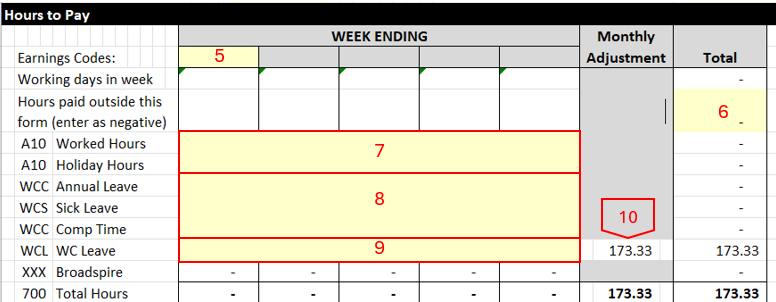 Hours to Pay
WEEK ENDING
Monthly
Earnings Codes: 5 Adjustment Total
Working days in week -
Hours paid outside this
form (enter as negative) 6 -
A10 Worked Hours 7 -
A10 Holiday Hours -
WCC Annual Leave 8 -
WCS Sick Leave 10 -
WCC Comp Time -
WCL WC Leave 9 173.33 173.33
XXX Broadspire - - - - - -
700 Total Hours - - - - - 173.33 173.33